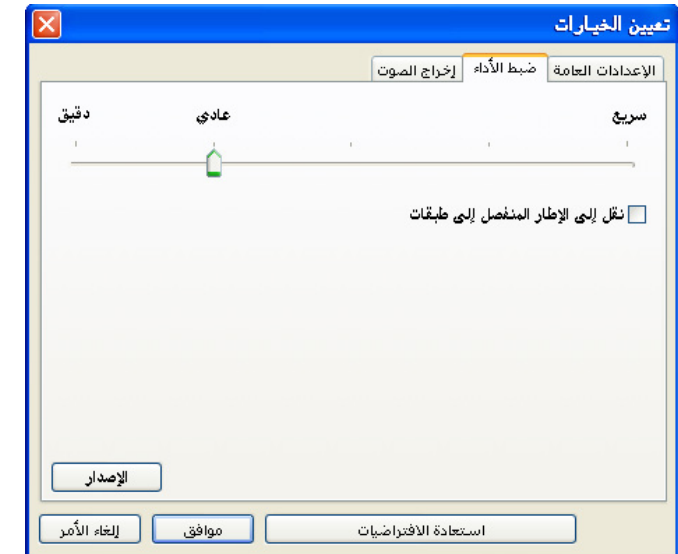 تعيين الخيارات
الإعدادات العامة ضبط الأداء إخراج الصوت
سريع عادي دقيق
نقل إلى الإطار المنفصل إلى طبقات
الإصدار
استعادة الافتراضيات موافق إلغاء الأمر